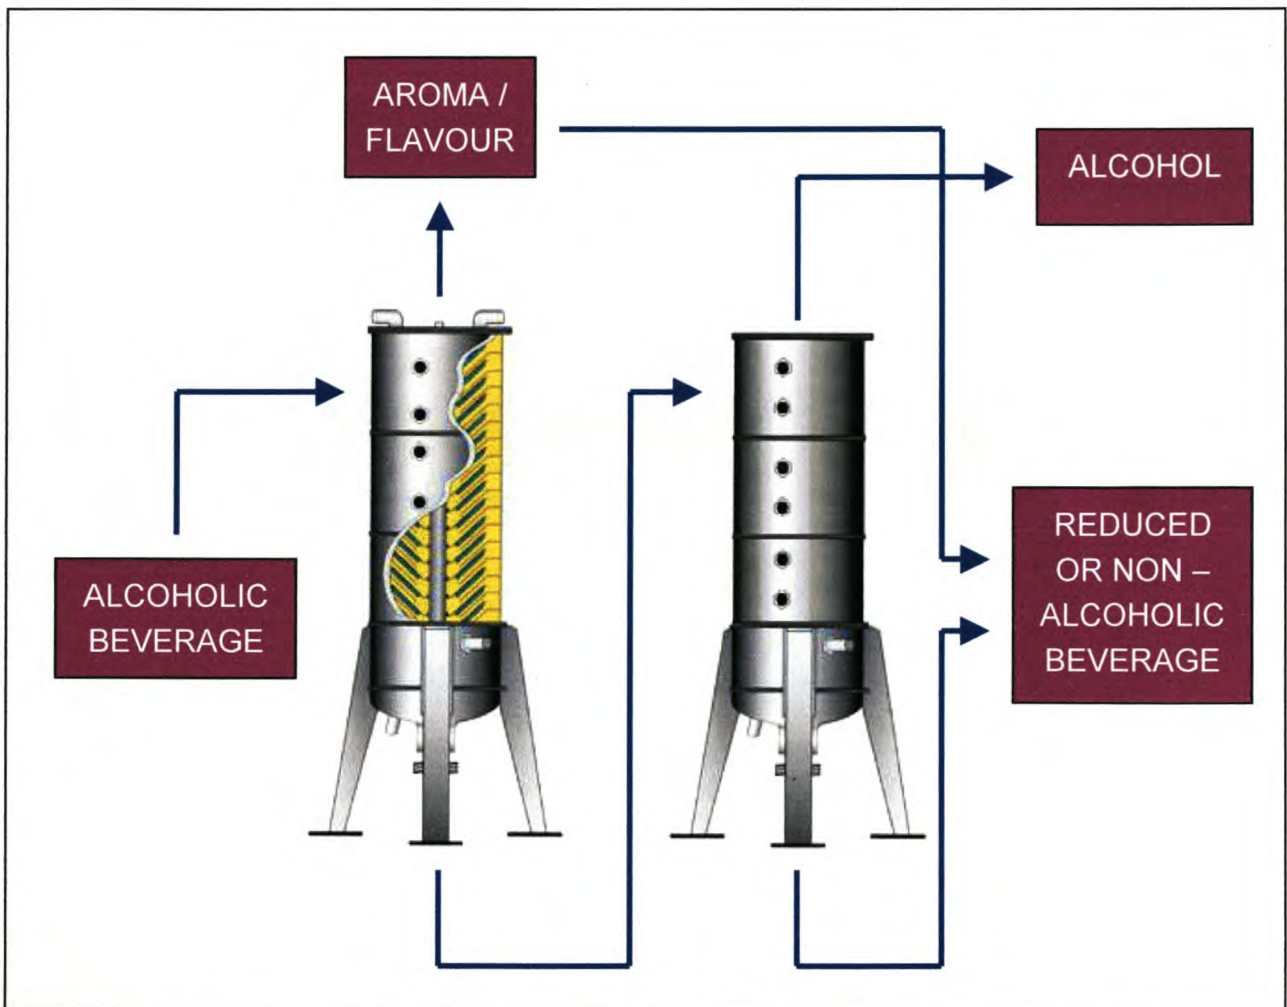 AROMA /
FLAVOUR
ALCOHOL
ALCOHOLIC
BEVERAGE
REDUCED
OR NON –
ALCOHOLIC
BEVERAGE